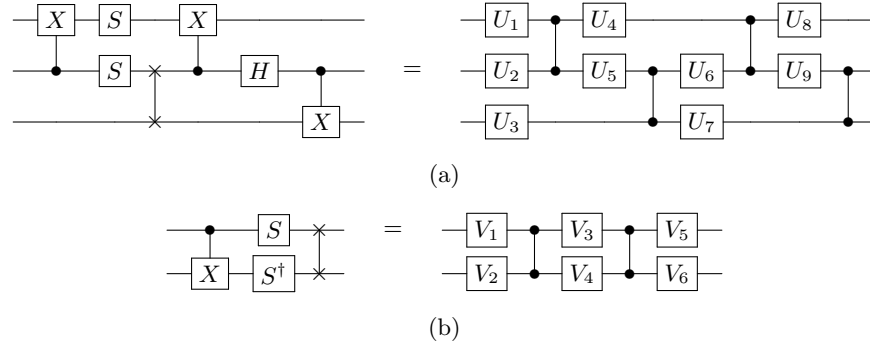 X S X = U₁ U₄ U₈
S H U₂ U₅ U₆ U₉
X U₃ U₇
(a)
S = V₁ V₃ V₅
X S† V₂ V₄ V₆
(b)